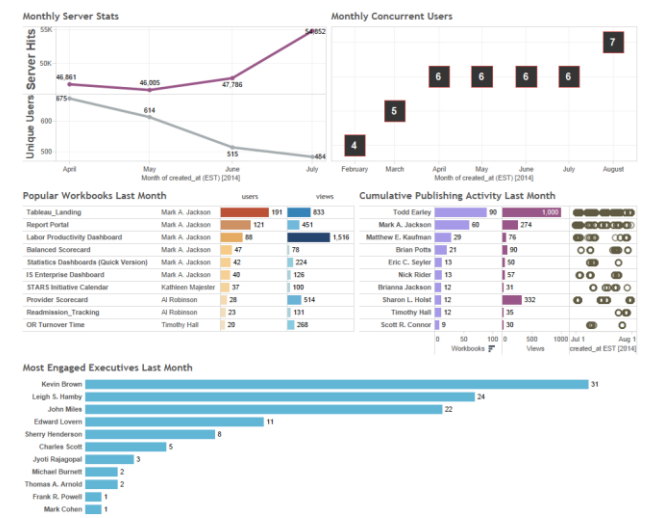 Monthly Server Stats
Monthly Concurrent Users
55K
50K
Server Hits
46,861
46,005
47,786
54,852
600
500
Unique Users
675
614
515
484
April May June July
Month of created_at (EST) [2014]
4
5
6
6
6
6
7
February March April May June July August
Month of created_at (EST) [2014]
Popular Workbooks Last Month users views
Tableau_Landing Mark A. Jackson 191 833
Report Portal Mark A. Jackson 121 451
Labor Productivity Dashboard Mark A. Jackson 68 1,516
Balanced Scorecard Mark A. Jackson 47 78
Statistics Dashboards (Quick Version) Mark A. Jackson 42 224
IS Enterprise Dashboard Mark A. Jackson 40 126
STARS Initiative Calendar Kathleen Majester 37 100
Provider Scorecard Al Robinson 28 514
Readmission_Tracking Al Robinson 23 131
OR Turnover Time Timothy Hall 20 268
Cumulative Publishing Activity Last Month
Todd Earley 90 1,000
Mark A. Jackson 60 274
Matthew E. Kaufman 29 76
Brian Potts 21 90
Eric C. Seyler 13 50
Nick Rider 13 57
Brianna Jackson 12 31
Sharon L. Holst 12 332
Timothy Hall 12 35
Scott R. Connor 9 30
0 50 100 0 500 1000 Jul 1 Aug 1
Workbooks Views created_at EST [2014]
Most Engaged Executives Last Month
Kevin Brown 31
Leigh S. Hamby 24
John Miles 22
Edward Lovern 11
Sherry Henderson 8
Charles Scott 5
Jyoti Rajagopal 3
Michael Burnett 2
Thomas A. Arnold 2
Frank R. Powell 1
Mark Cohen 1